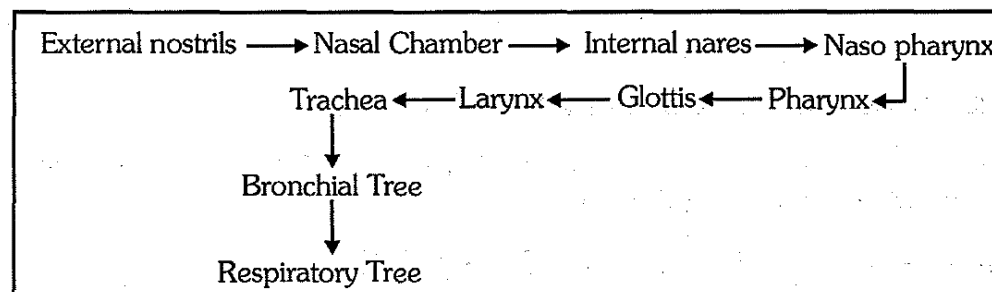 External nostrils → Nasal Chamber → Internal nares → Naso pharynx
Trachea ← Larynx ← Glottis ← Pharynx
Bronchial Tree
Respiratory Tree